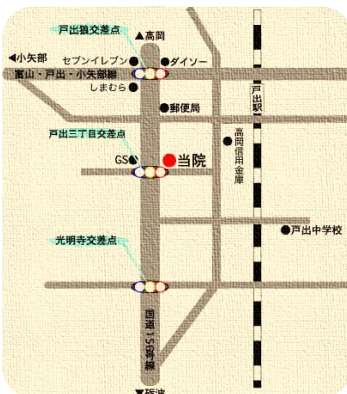 戸出狼交差点
▲高岡
◀小矢部
セブンイレブン
ダイソー
富山・戸出・小矢部線
しまむら
戸出駅
郵便局
戸出三丁目交差点
高岡信用金庫
GS
当院
戸出中学校
光明寺交差点
国道156号線
▼砺波